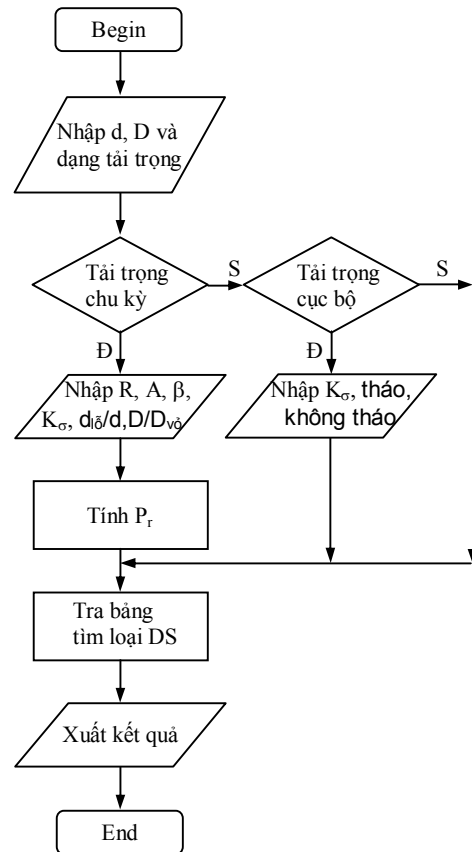 Begin
Nhập d, D và
dạng tải trọng
Tải trọng
chu kỳ
S
Tải trọng
cục bộ
S
Đ
Đ
Nhập R, A, β,
Kσ, dlỗ/d,D/Dvỏ
Nhập Kσ, tháo,
không tháo
Tính Pr
Tra bảng
tìm loại DS
Xuất kết quả
End